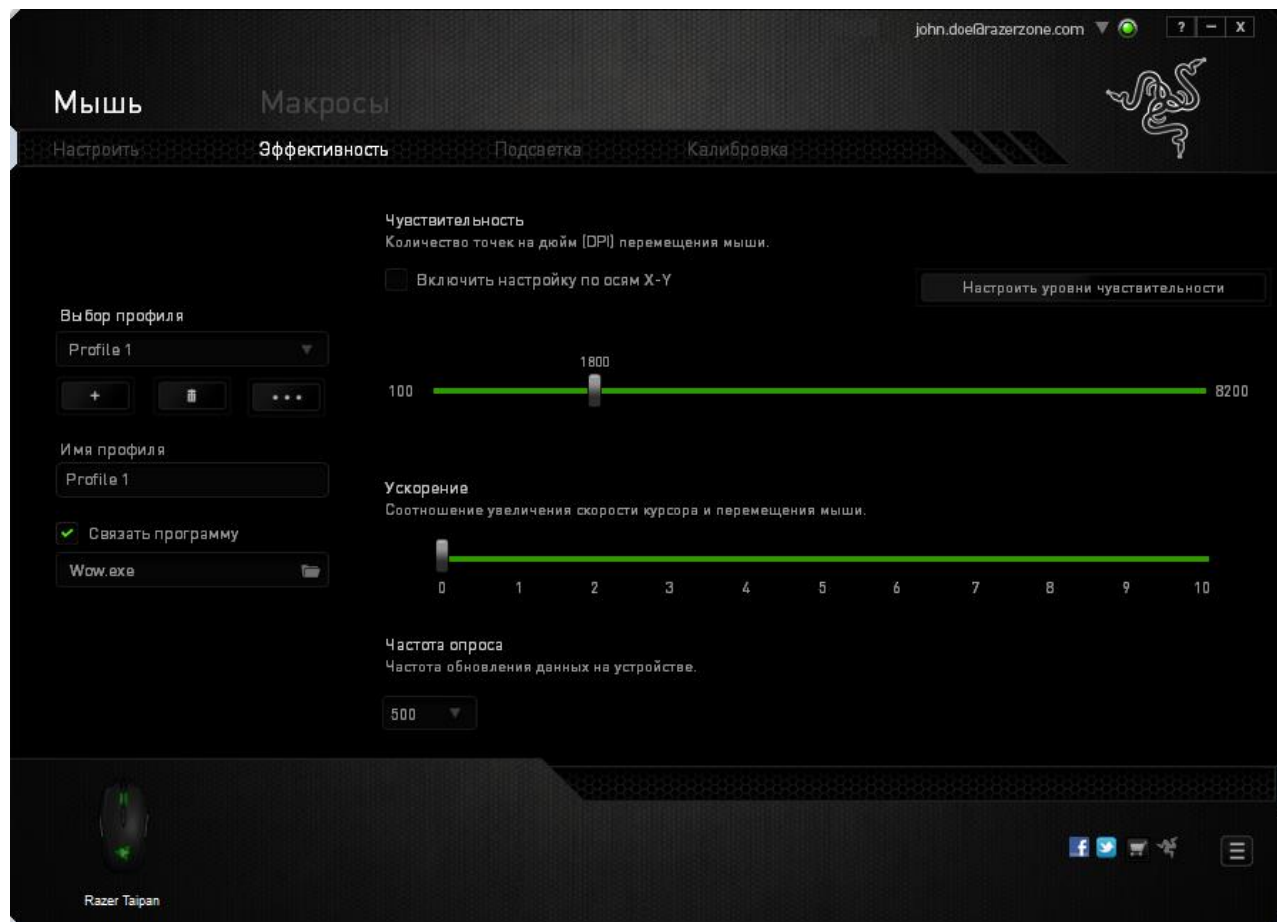 john.doe@razerzone.com
? – X
Мышь Макросы
Настроить Эффективность Подсветка Калибровка
Чувствительность
Количество точек на дюйм (DPI) перемещения мыши.
Включить настройку по осям X-Y
Настроить уровни чувствительности
Выбор профиля
Profile 1
+
1800
100 8200
Имя профиля
Profile 1
Ускорение
Соотношение увеличения скорости курсора и перемещения мыши.
Связать программу
Wow.exe
0 1 2 3 4 5 6 7 8 9 10
Частота опроса
Частота обновления данных на устройстве.
500
Razer Taipan